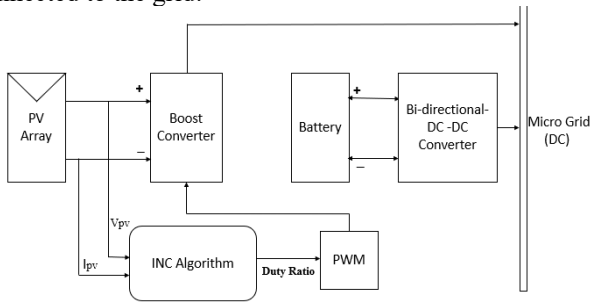 nnected to the grid.
PV
Array
+
−
Boost
Converter
Battery
+
−
Bi-directional-
DC -DC
Converter
Micro Grid
(DC)
Vpv
Ipv
INC Algorithm
Duty Ratio
PWM